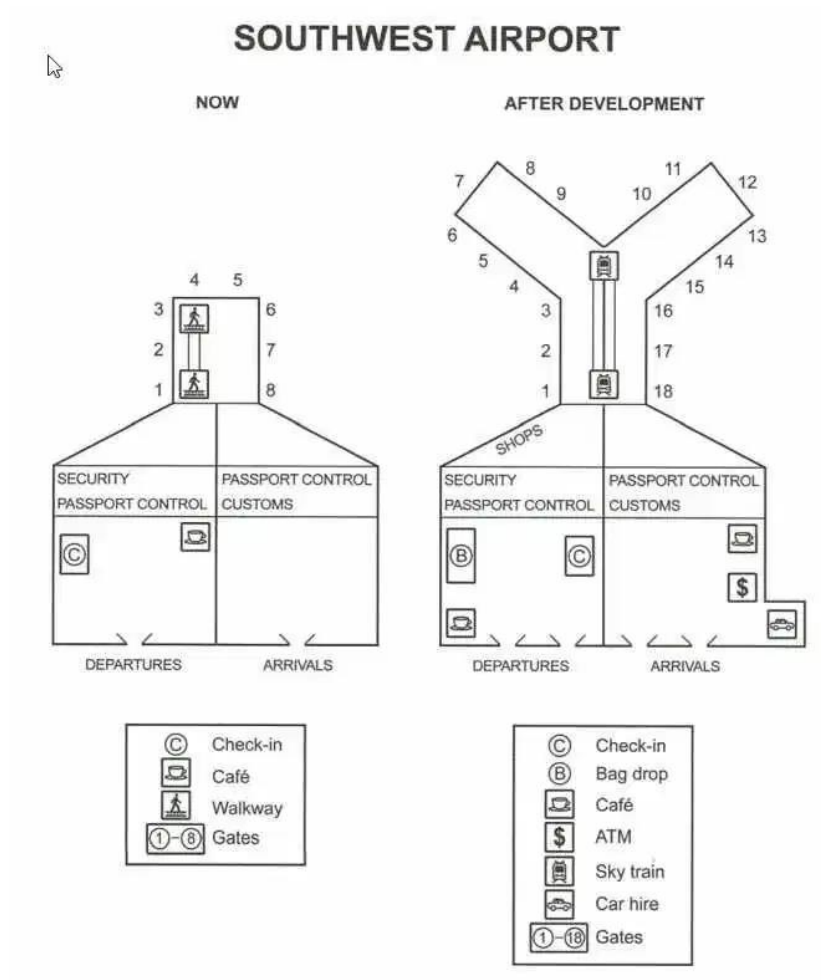 SOUTHWEST AIRPORT
NOW
4 5
3 6
2 7
1 8
SECURITY
PASSPORT CONTROL
PASSPORT CONTROL
CUSTOMS
C
DEPARTURES
ARRIVALS
C Check-in
Café
Walkway
1-8 Gates
AFTER DEVELOPMENT
8 11
7 12
9 10
6 13
5 14
4 15
3 16
2 17
1 18
SHOPS
SECURITY
PASSPORT CONTROL
PASSPORT CONTROL
CUSTOMS
B
C
$
DEPARTURES
ARRIVALS
C Check-in
B Bag drop
Café
$ ATM
Sky train
Car hire
1-18 Gates